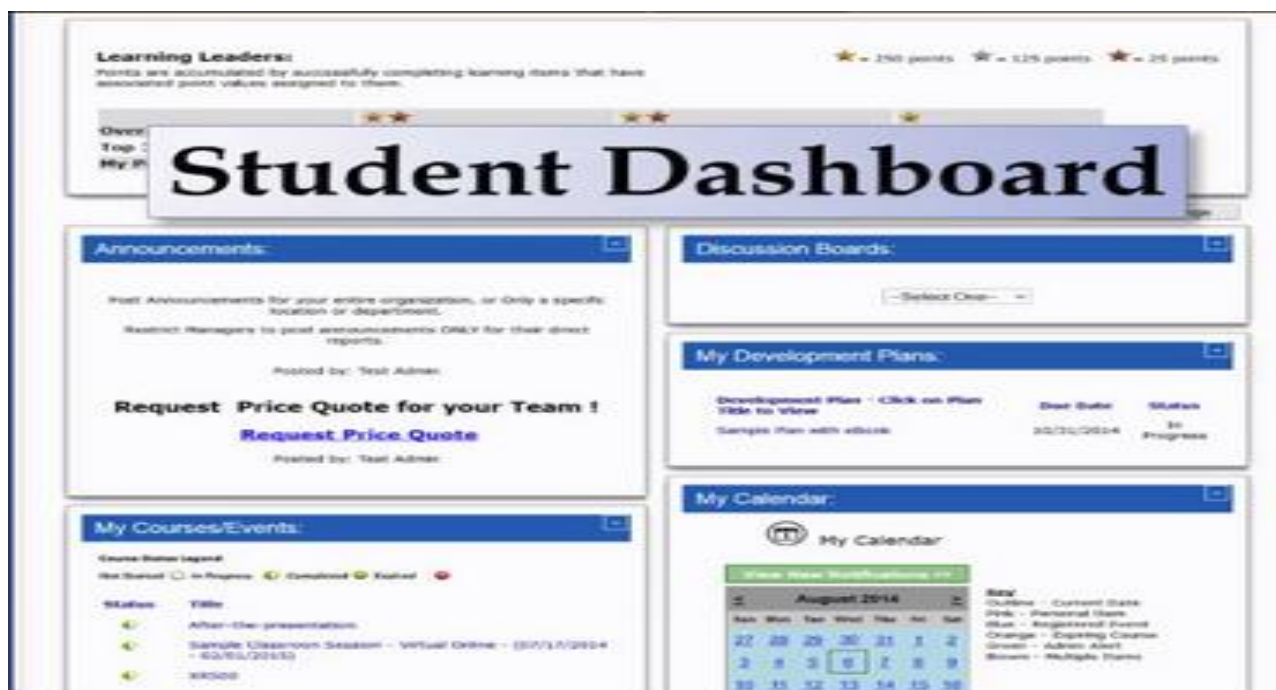 Learning Leaders:
Points are accumulated by successfully completing learning items that have
associated point values assigned to them.
= 250 points = 125 points = 25 points
Over
Top
My P
Student Dashboard
Announcements:
Post Announcements for your entire organization, or Only a specific
location or department.
Restrict Managers to post announcements ONLY for their direct
reports.
Posted by: Test Admin
Request Price Quote for your Team !
Request Price Quote
Posted by: Test Admin
My Courses/Events:
Course Status Legend
Not Started In Progress Completed Expired
Status Title
After-the-presentation
Sample Classroom Session - Virtual Online - (07/17/2014
- 02/01/2015)
Discussion Boards:
--Select One--
My Development Plans:
Development Plan - Click on Plan
Title to View
Due Date Status
Sample Plan with eBook
10/31/2014
In
Progress
My Calendar:
My Calendar
View New Notifications >>
< August 2014 >
Sun Mon Tue Wed Thu Fri Sat
27 28 29 30 31 1 2
3 4 5 6 7 8 9
10 11 12 13 14 15 16
Key
Outline - Current Date
Pink - Personal Item
Blue - Registered Event
Orange - Expiring Course
Green - Admin Alert
Brown - Multiple Items